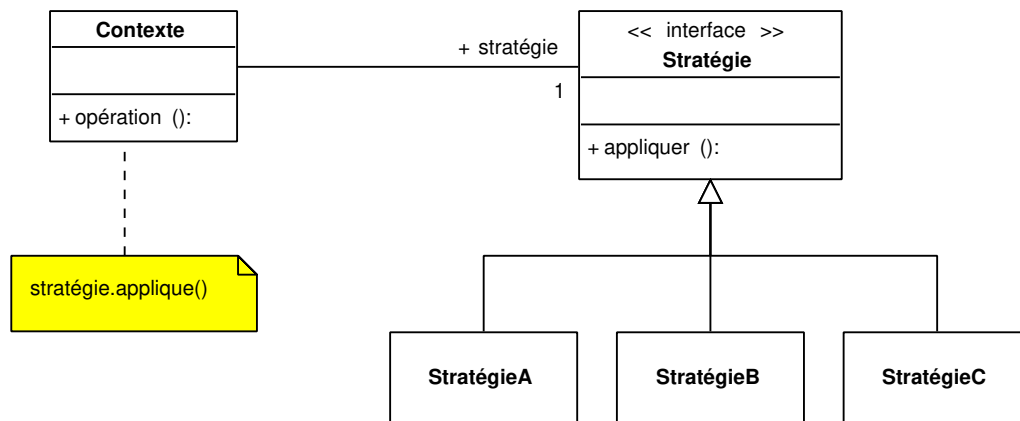 Contexte
+ opération ():
+ stratégie
1
<< interface >>
Stratégie
+ appliquer ():
stratégie.applique()
StratégieA
StratégieB
StratégieC